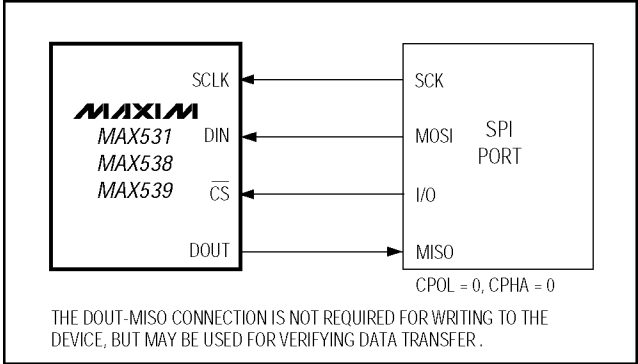 SCLK SCK
MAXIM
MAX531 DIN MOSI SPI
PORT
MAX538
MAX539 CS I/O
DOUT MISO
CPOL = 0, CPHA = 0
THE DOUT-MISO CONNECTION IS NOT REQUIRED FOR WRITING TO THE
DEVICE, BUT MAY BE USED FOR VERIFYING DATA TRANSFER .